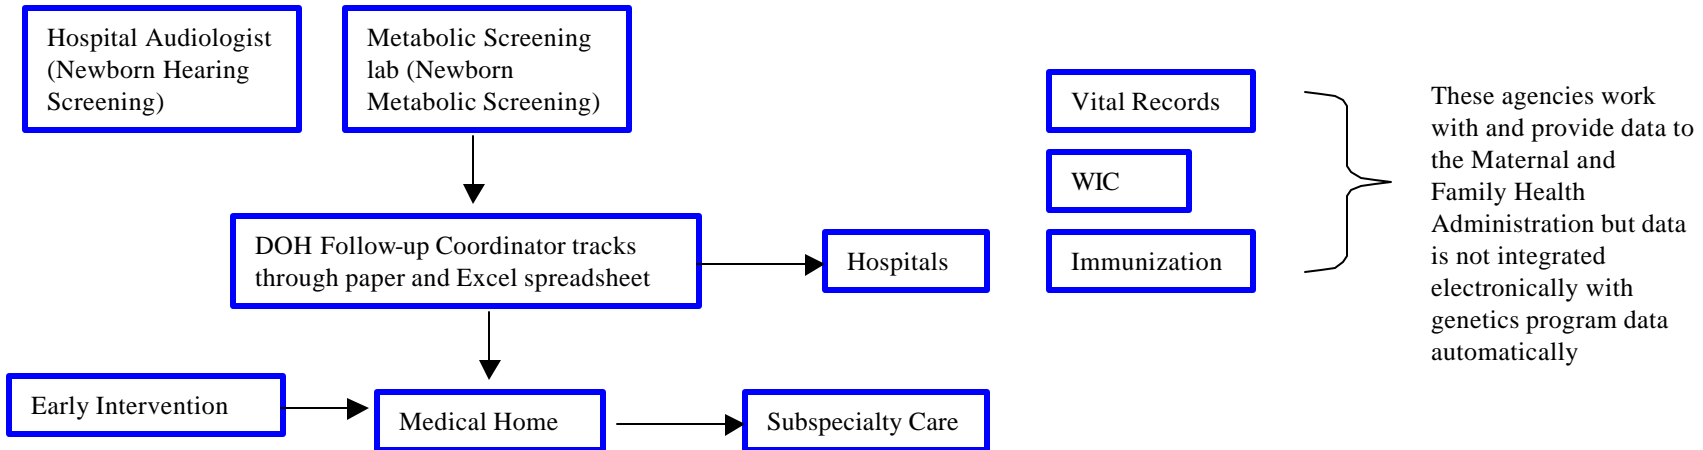 Hospital Audiologist
(Newborn Hearing
Screening)
Metabolic Screening
lab (Newborn
Metabolic Screening)
Vital Records
WIC
Immunization
These agencies work
with and provide data to
the Maternal and
Family Health
Administration but data
is not integrated
electronically with
genetics program data
automatically
DOH Follow-up Coordinator tracks
through paper and Excel spreadsheet
Hospitals
Early Intervention
Medical Home
Subspecialty Care